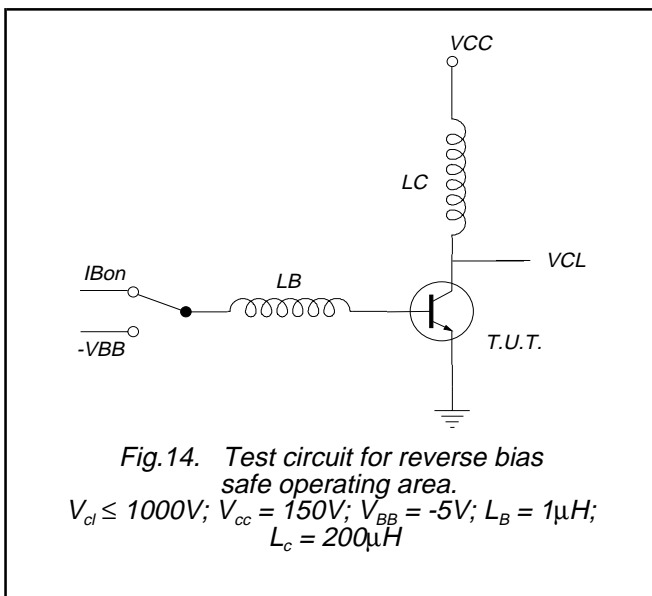 VCC
LC
IBon
LB
VCL
-VBB
T.U.T.
Fig.14. Test circuit for reverse bias
safe operating area.
Vcl ≤ 1000V; Vcc = 150V; VBB = -5V; LB = 1μH;
Lc = 200μH